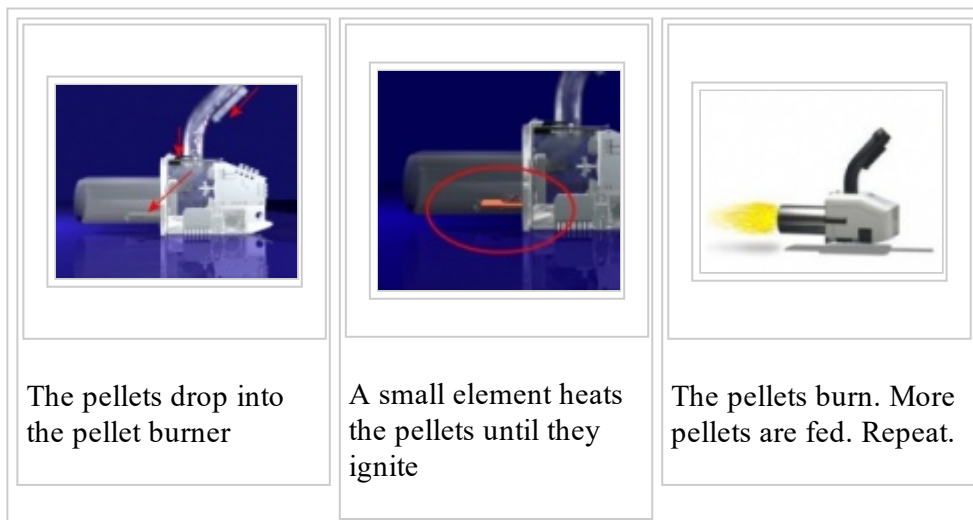 The pellets drop into
the pellet burner
A small element heats
the pellets until they
ignite
The pellets burn. More
pellets are fed. Repeat.